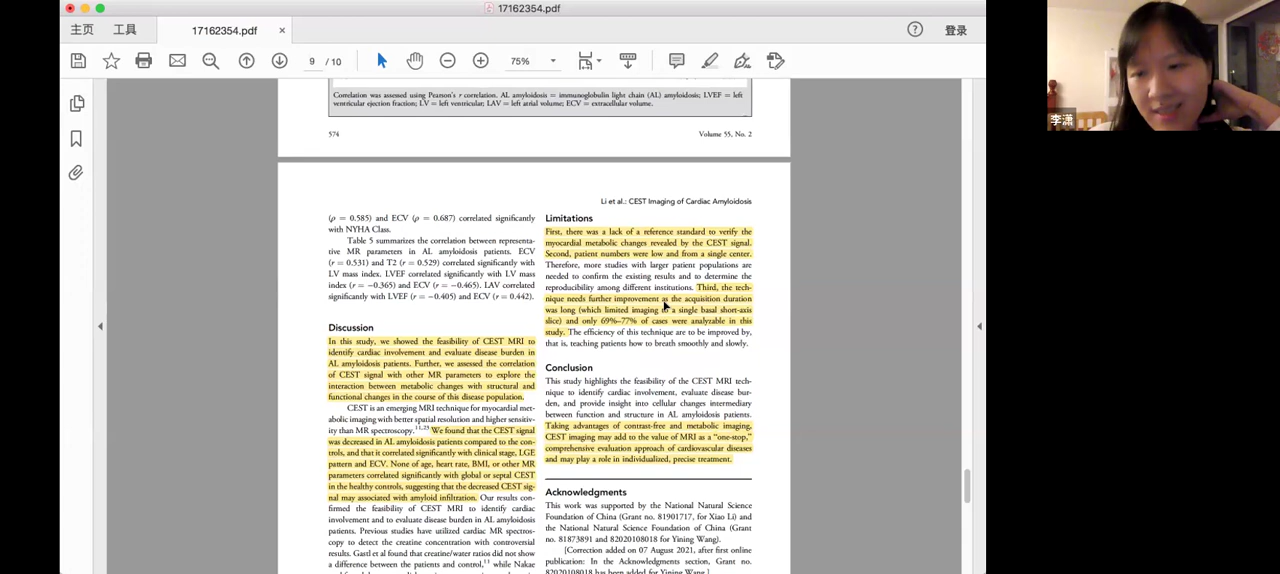 17162354.pdf
主页
工具
17162354.pdf
×
登录
9 / 10
75%
Correlation was assessed using Pearson's r correlation. AL amyloidosis = immunoglobulin light chain (AL) amyloidosis; LVEF = left
ventricular ejection fraction; LV = left ventricular; LAV = left atrial volume; ECV = extracellular volume.
574
Volume 55, No. 2
Li et al.: CEST Imaging of Cardiac Amyloidosis
(ρ = 0.585) and ECV (ρ = 0.687) correlated significantly
with NYHA Class.
Table 5 summarizes the correlation between representa-
tive MR parameters in AL amyloidosis patients. ECV
(r = 0.531) and T2 (r = 0.529) correlated significantly with
LV mass index. LVEF correlated significantly with LV mass
index (r = −0.365) and ECV (r = −0.465). LAV correlated
significantly with LVEF (r = −0.405) and ECV (r = 0.442).
Discussion
In this study, we showed the feasibility of CEST MRI to
identify cardiac involvement and evaluate disease burden in
AL amyloidosis patients. Further, we assessed the correlation
of CEST signal with other MR parameters to explore the
interaction between metabolic changes with structural and
functional changes in the course of this disease population.
CEST is an emerging MRI technique for myocardial met-
abolic imaging with better spatial resolution and higher sensitiv-
ity than MR spectroscopy.11,23 We found that the CEST signal
was decreased in AL amyloidosis patients compared to the con-
trols, and that it correlated significantly with clinical stage, LGE
pattern and ECV. None of age, heart rate, BMI, or other MR
parameters correlated significantly with global or septal CEST
in the healthy controls, suggesting that the decreased CEST sig-
nal may associated with amyloid infiltration. Our results con-
firmed the feasibility of CEST MRI to identify cardiac
involvement and to evaluate disease burden in AL amyloidosis
patients. Previous studies have utilized cardiac MR spectros-
copy to detect the creatine concentration with controversial
results. Gastl et al found that creatine/water ratios did not show
a difference between the patients and control,11 while Nakae
Limitations
First, there was a lack of a reference standard to verify the
myocardial metabolic changes revealed by the CEST signal.
Second, patient numbers were low and from a single center.
Therefore, more studies with larger patient populations are
needed to confirm the existing results and to determine the
reproducibility among different institutions. Third, the tech-
nique needs further improvement as the acquisition duration
was long (which limited imaging to a single basal short-axis
slice) and only 69%–77% of cases were analyzable in this
study. The efficiency of this technique are to be improved by,
that is, teaching patients how to breath smoothly and slowly.
Conclusion
This study highlights the feasibility of the CEST MRI tech-
nique to identify cardiac involvement, evaluate disease bur-
den, and provide insight into cellular changes intermediary
between function and structure in AL amyloidosis patients.
Taking advantages of contrast-free and metabolic imaging,
CEST imaging may add to the value of MRI as a “one-stop,”
comprehensive evaluation approach of cardiovascular diseases
and may play a role in individualized, precise treatment.
Acknowledgments
This work was supported by the National Natural Science
Foundation of China (Grant no. 81901717, for Xiao Li) and
the National Natural Science Foundation of China (Grant
no. 81873891 and 82020108018 for Yining Wang).
[Correction added on 07 August 2021, after first online
publication: In the Acknowledgments section, Grant no.
82020108018 has been added for Yining Wang.]
李潇